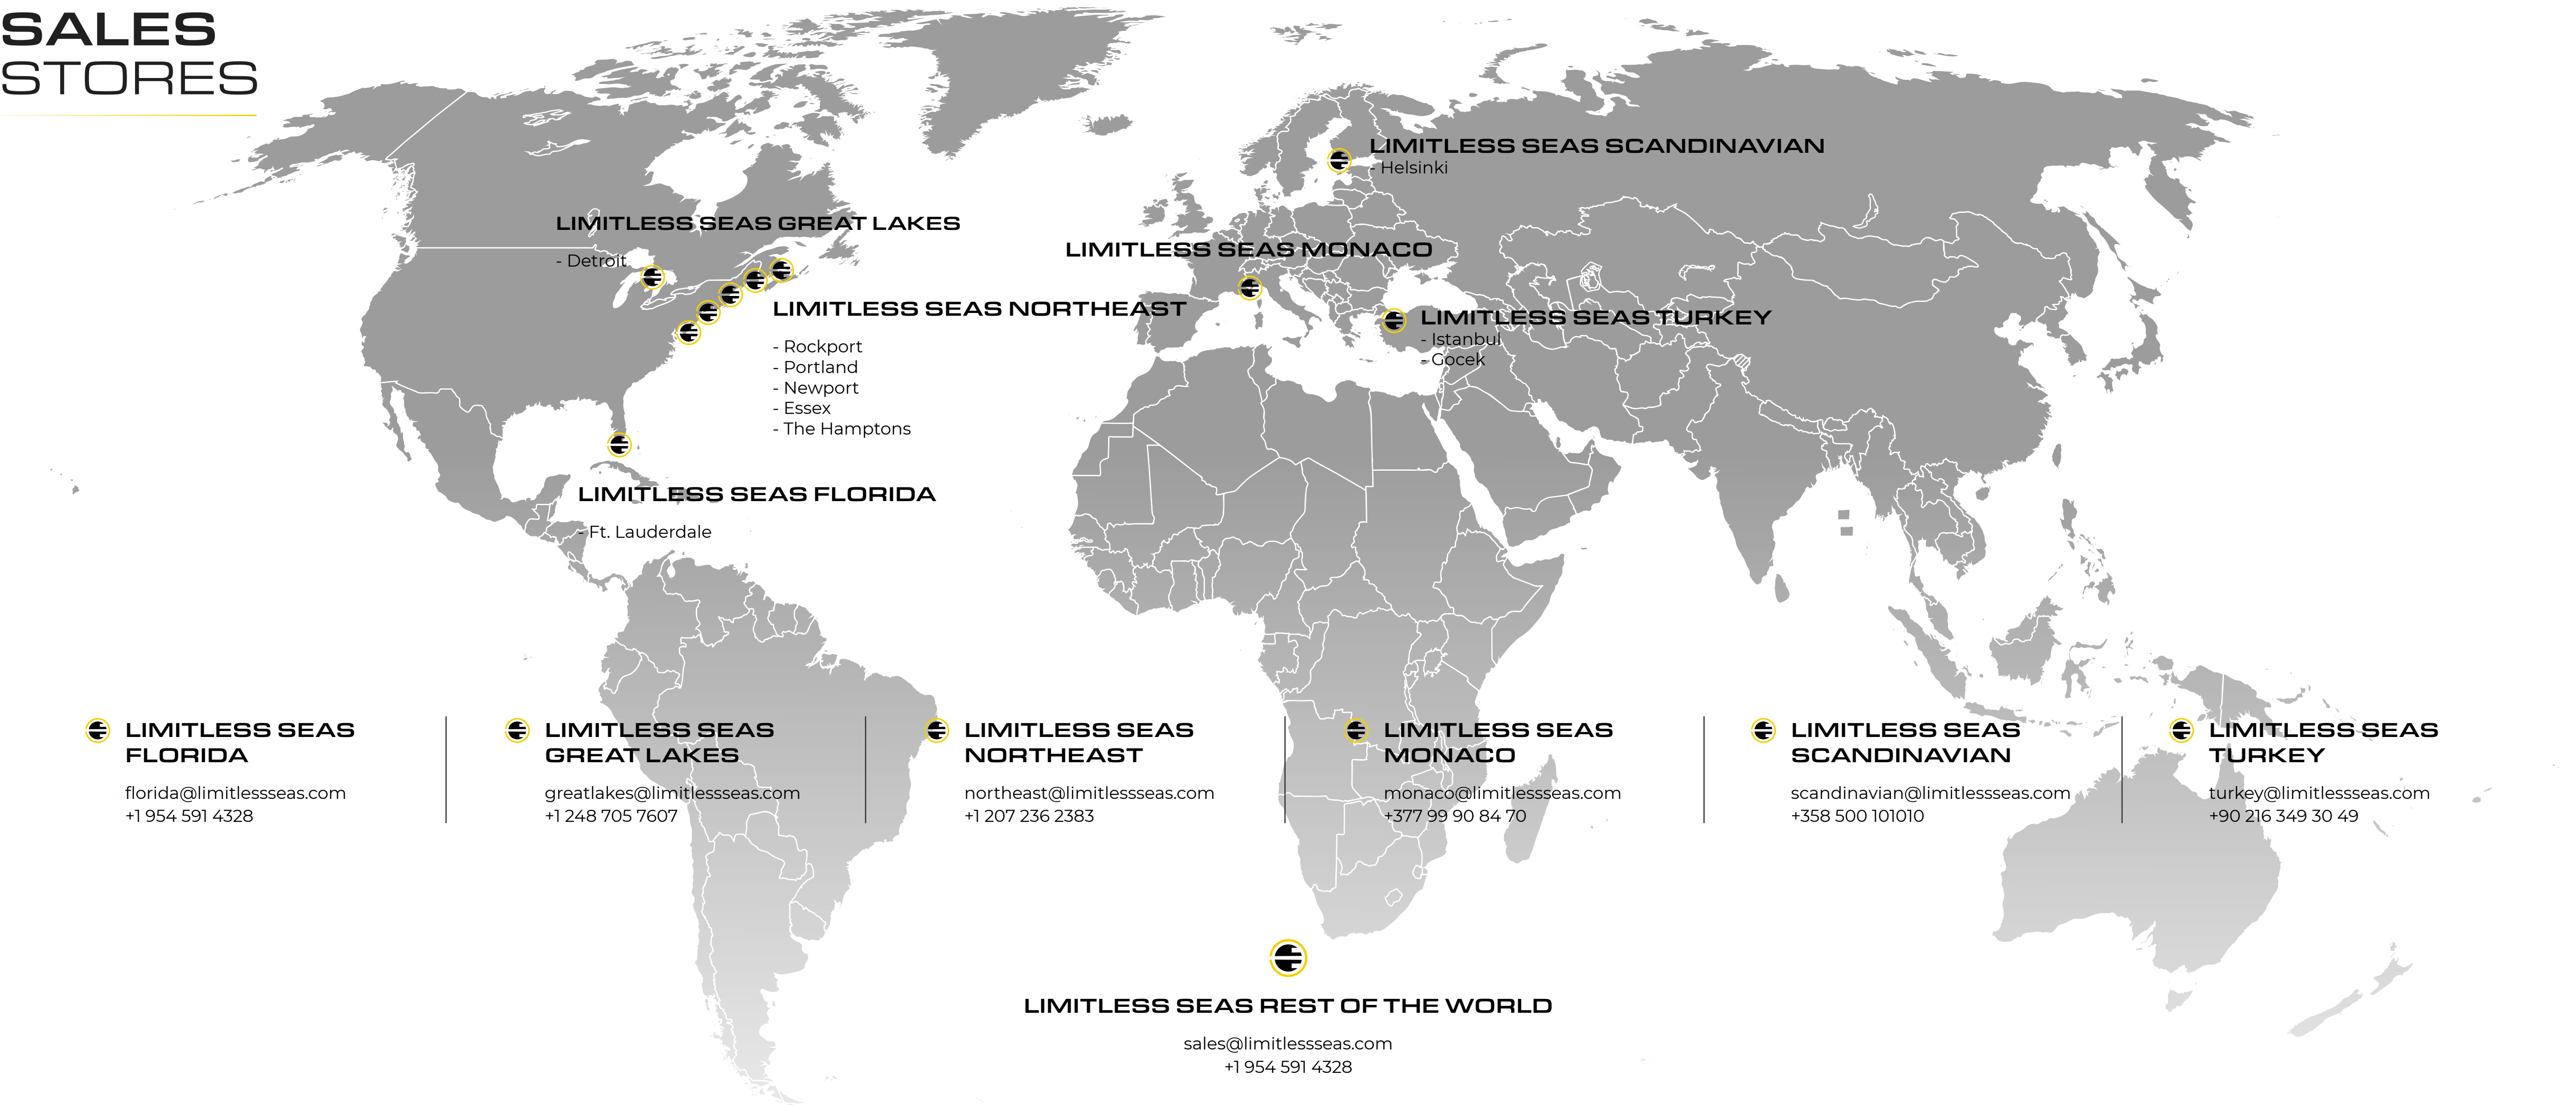 SALES
STORES
LIMITLESS SEAS SCANDINAVIAN
- Helsinki
LIMITLESS SEAS GREAT LAKES
- Detroit
LIMITLESS SEAS MONACO
LIMITLESS SEAS NORTHEAST
- Rockport
- Portland
- Newport
- Essex
- The Hamptons
LIMITLESS SEAS TURKEY
- Istanbul
- Gocek
LIMITLESS SEAS FLORIDA
- Ft. Lauderdale
LIMITLESS SEAS
FLORIDA
florida@limitlessseas.com
+1 954 591 4328
LIMITLESS SEAS
GREAT LAKES
greatlakes@limitlessseas.com
+1 248 705 7607
LIMITLESS SEAS
NORTHEAST
northeast@limitlessseas.com
+1 207 236 2383
LIMITLESS SEAS
MONACO
monaco@limitlessseas.com
+377 99 90 84 70
LIMITLESS SEAS
SCANDINAVIAN
scandinavian@limitlessseas.com
+358 500 101010
LIMITLESS SEAS
TURKEY
turkey@limitlessseas.com
+90 216 349 30 49
LIMITLESS SEAS REST OF THE WORLD
sales@limitlessseas.com
+1 954 591 4328